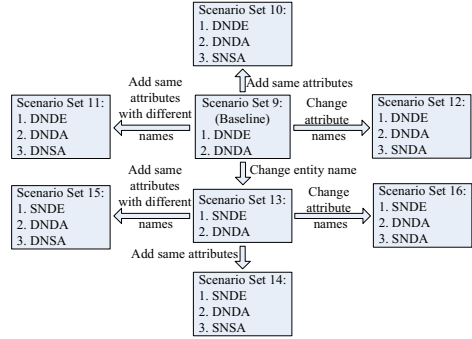 Scenario Set 10:
1. DNDE
2. DNDA
3. SNSA
Add same
attributes
with different
names
Add same attributes
Scenario Set 11:
1. DNDE
2. DNDA
3. DNSA
Scenario Set 9:
(Baseline)
1. DNDE
2. DNDA
Change
attribute
names
Scenario Set 12:
1. DNDE
2. DNDA
3. SNDA
Change entity name
Add same
attributes
with different
names
Scenario Set 15:
1. SNDE
2. DNDA
3. DNSA
Scenario Set 13:
1. SNDE
2. DNDA
Change
attribute
names
Scenario Set 16:
1. SNDE
2. DNDA
3. SNDA
Add same attributes
Scenario Set 14:
1. SNDE
2. DNDA
3. SNSA